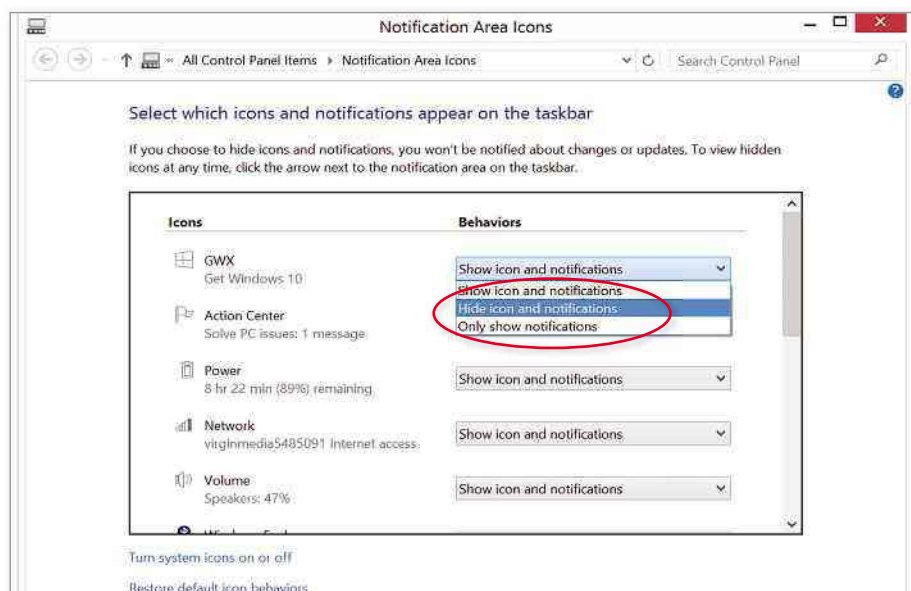 Notification Area Icons
All Control Panel Items Notification Area Icons
Search Control Panel
Select which icons and notifications appear on the taskbar
If you choose to hide icons and notifications, you won't be notified about changes or updates. To view hidden
icons at any time, click the arrow next to the notification area on the taskbar.
Icons Behaviors
GWX
Get Windows 10
Show icon and notifications
Show icon and notifications
Hide icon and notifications
Only show notifications
Action Center
Solve PC issues: 1 message
Power
8 hr 22 min (89%) remaining
Show icon and notifications
Network
virginmedia5485091 Internet access
Show icon and notifications
Volume
Speakers: 47%
Show icon and notifications
Turn system icons on or off
Restore default icon behaviors